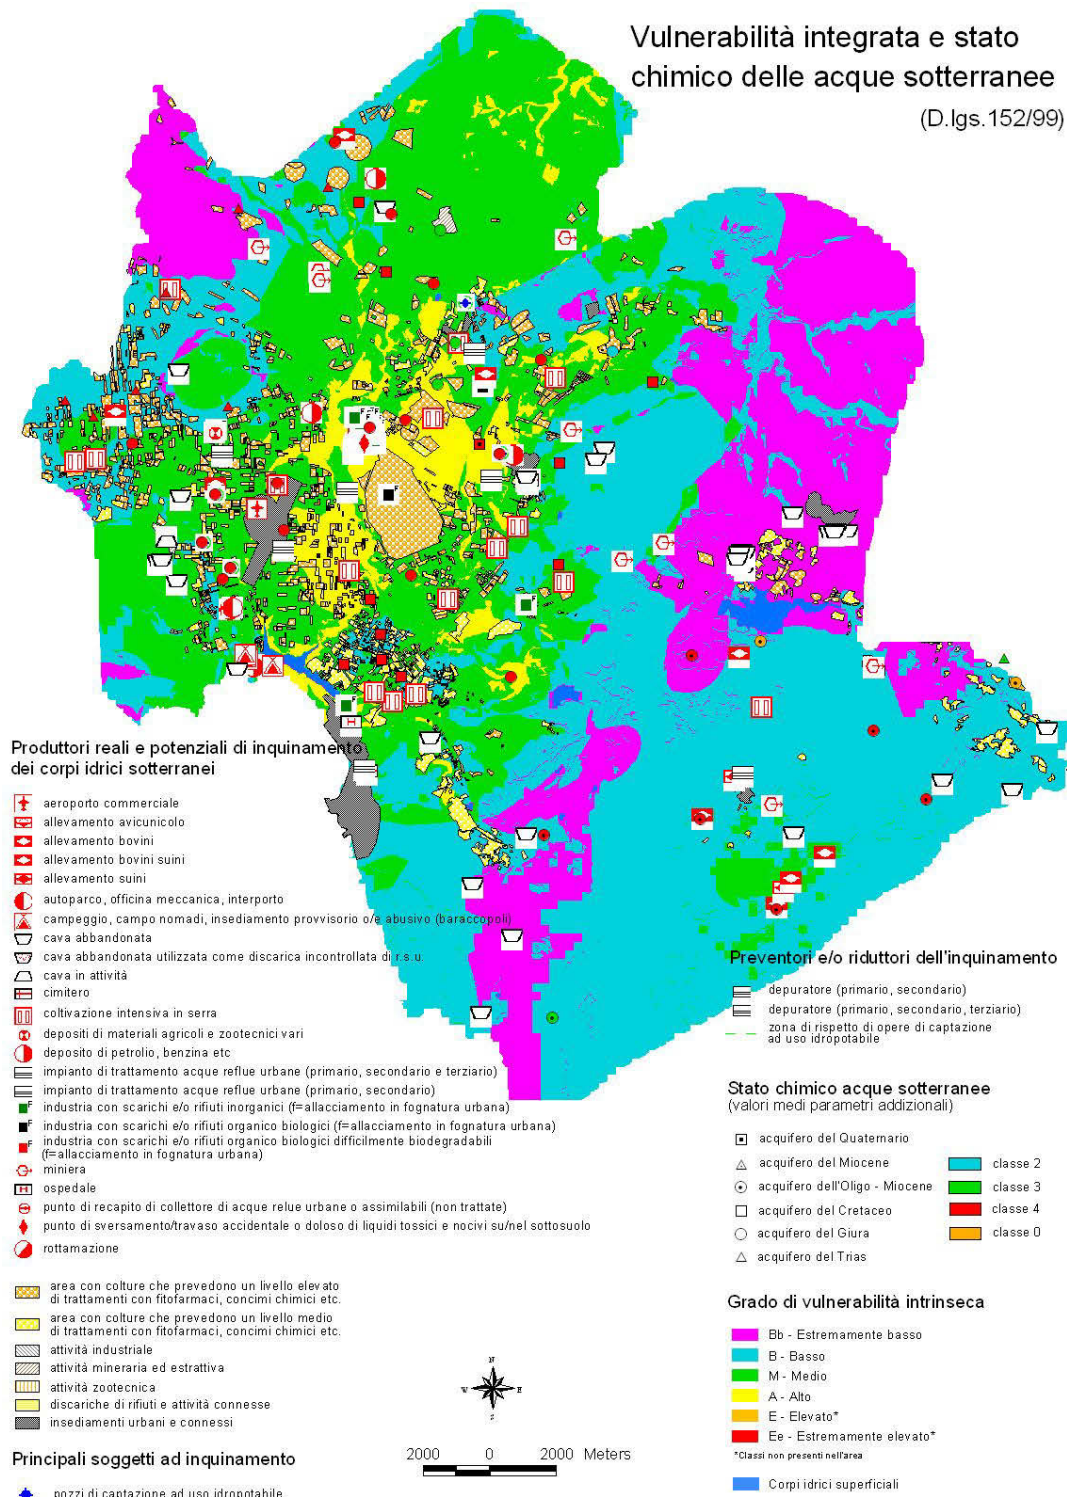 Vulnerabilità integrata e stato
chimico delle acque sotterranee
(D.lgs.152/99)
Produttori reali e potenziali di inquinamento
dei corpi idrici sotterranei
aeroporto commerciale
allevamento avicunicolo
allevamento bovini
allevamento bovini suini
allevamento suini
autoparco, officina meccanica, interporto
campeggio, campo nomadi, insediamento provvisorio o/e abusivo (baraccopoli)
cava abbandonata
cava abbandonata utilizzata come discarica incontrollata di r.s.u.
cava in attività
cimitero
coltivazione intensiva in serra
depositi di materiali agricoli e zootecnici vari
deposito di petrolio, benzina etc
impianto di trattamento acque reflue urbane (primario, secondario e terziario)
impianto di trattamento acque reflue urbane (primario, secondario)
F industria con scarichi e/o rifiuti inorganici (f=allacciamento in fognatura urbana)
F industria con scarichi e/o rifiuti organico biologici (f=allacciamento in fognatura urbana)
F industria con scarichi e/o rifiuti organico biologici difficilmente biodegradabili
(f=allacciamento in fognatura urbana)
miniera
ospedale
punto di recapito di collettore di acque relue urbane o assimilabili (non trattate)
punto di sversamento/travaso accidentale o doloso di liquidi tossici e nocivi su/nel sottosuolo
rottamazione
area con colture che prevedono un livello elevato
di trattamenti con fitofarmaci, concimi chimici etc.
area con colture che prevedono un livello medio
di trattamenti con fitofarmaci, concimi chimici etc.
attività industriale
attività mineraria ed estrattiva
attività zootecnica
discariche di rifiuti e attività connesse
insediamenti urbani e connessi
Principali soggetti ad inquinamento
pozzi di captazione ad uso idropotabile
N
W E
S
2000 0 2000 Meters
Preventori e/o riduttori dell'inquinamento
depuratore (primario, secondario)
depuratore (primario, secondario, terziario)
zona di rispetto di opere di captazione
ad uso idropotabile
Stato chimico acque sotterranee
(valori medi parametri addizionali)
acquifero del Quaternario
acquifero del Miocene
acquifero dell'Oligo - Miocene
acquifero del Cretaceo
acquifero del Giura
acquifero del Trias
classe 2
classe 3
classe 4
classe 0
Grado di vulnerabilità intrinseca
Bb - Estremamente basso
B - Basso
M - Medio
A - Alto
E - Elevato*
Ee - Estremamente elevato*
*Classi non presenti nell'area
Corpi idrici superficiali